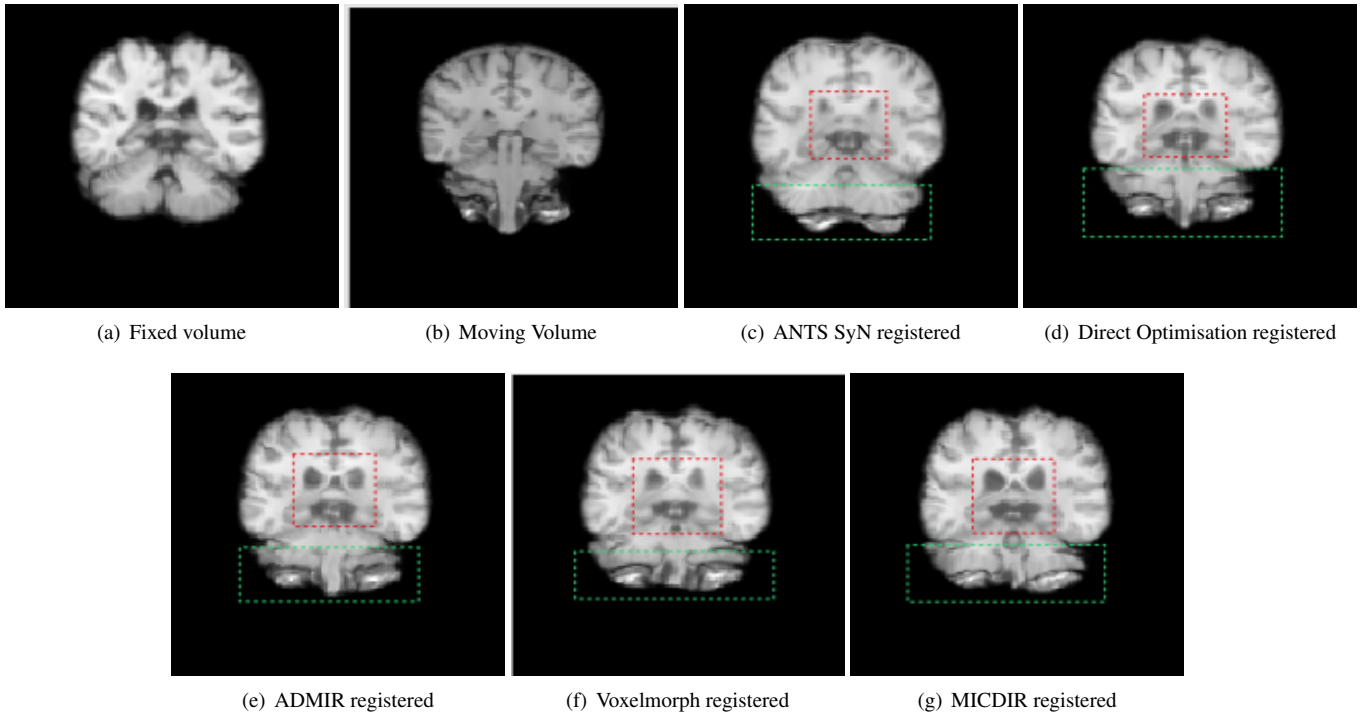 (a) Fixed volume
(b) Moving Volume
(c) ANTS SyN registered
(d) Direct Optimisation registered
(e) ADMIR registered
(f) Voxelmorph registered
(g) MICDIR registered